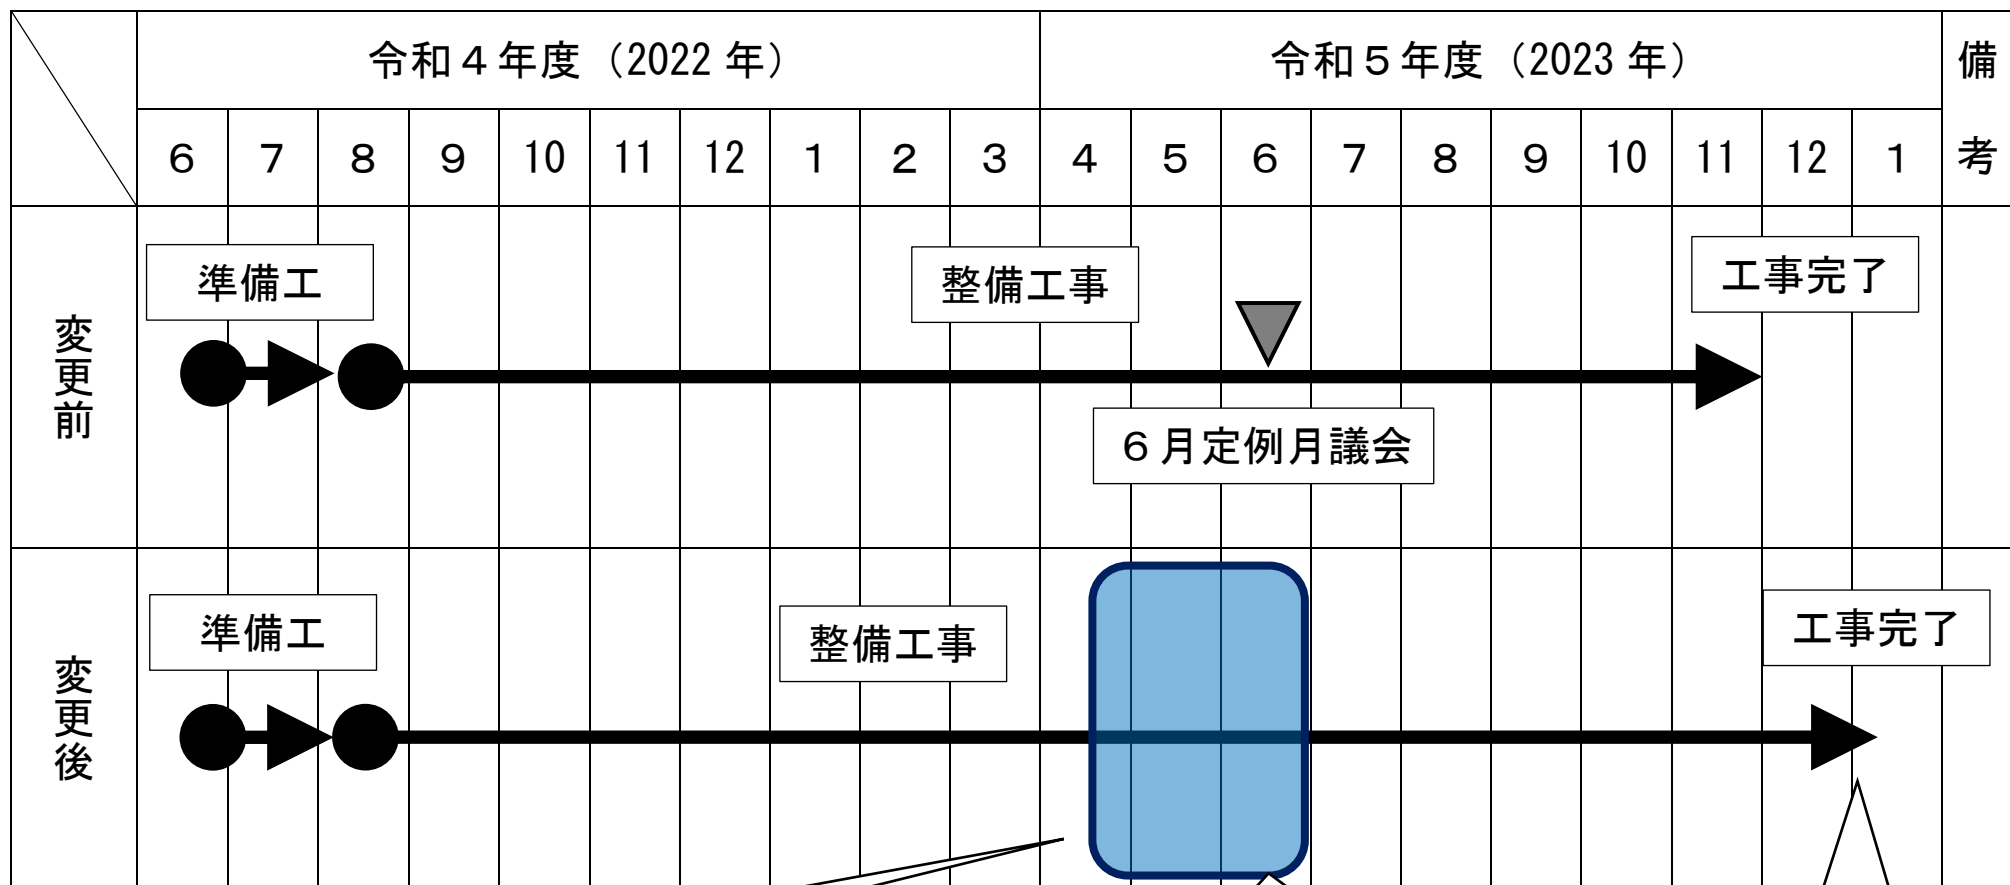 令和４年度（2022 年） 令和５年度（2023 年） 備考
６ ７ ８ ９ 10 11 12 １ ２ ３ ４ ５ ６ ７ ８ ９ 10 11 12 １
変更前
準備工 整備工事 工事完了
６月定例月議会
変更後
準備工 整備工事 工事完了